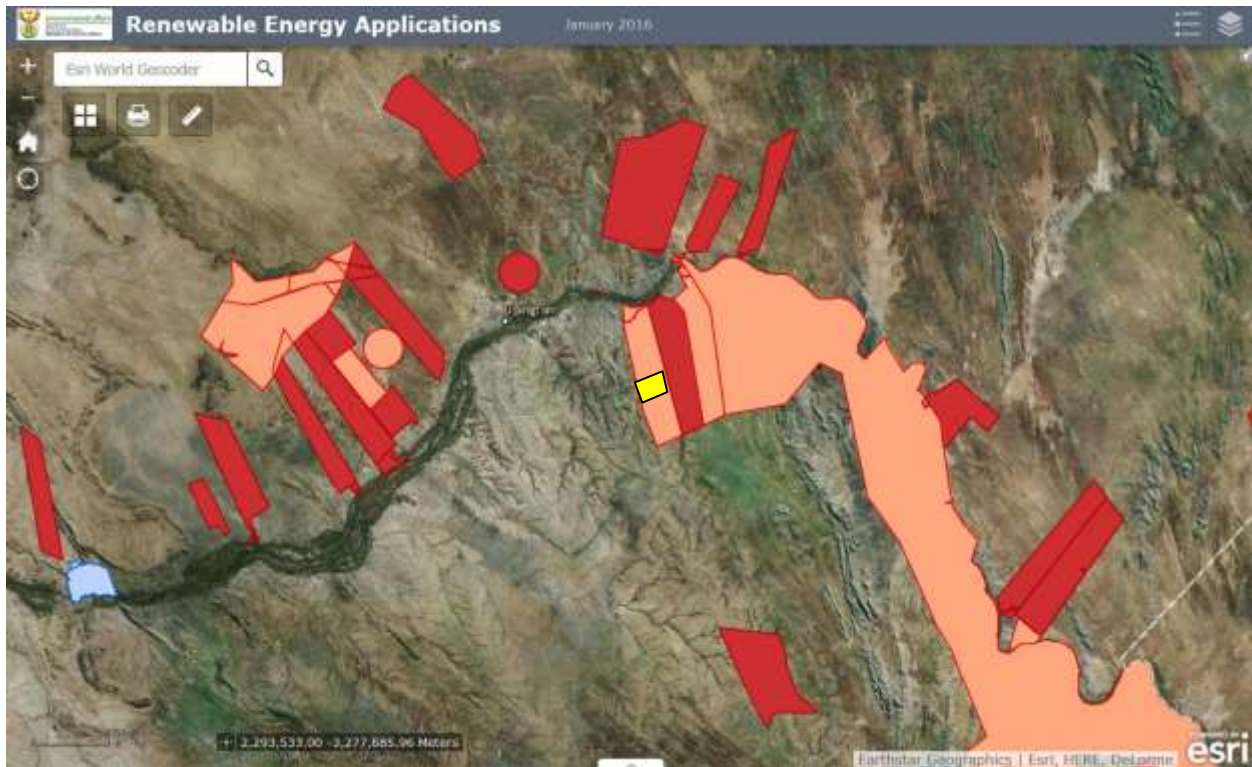 Renewable Energy Applications
January 2016
Esri World Geocoder
2,293,533.00 -3,277,685.96 Meters
Earthstar Geographics | Esri, HERE, DeLorme
esri